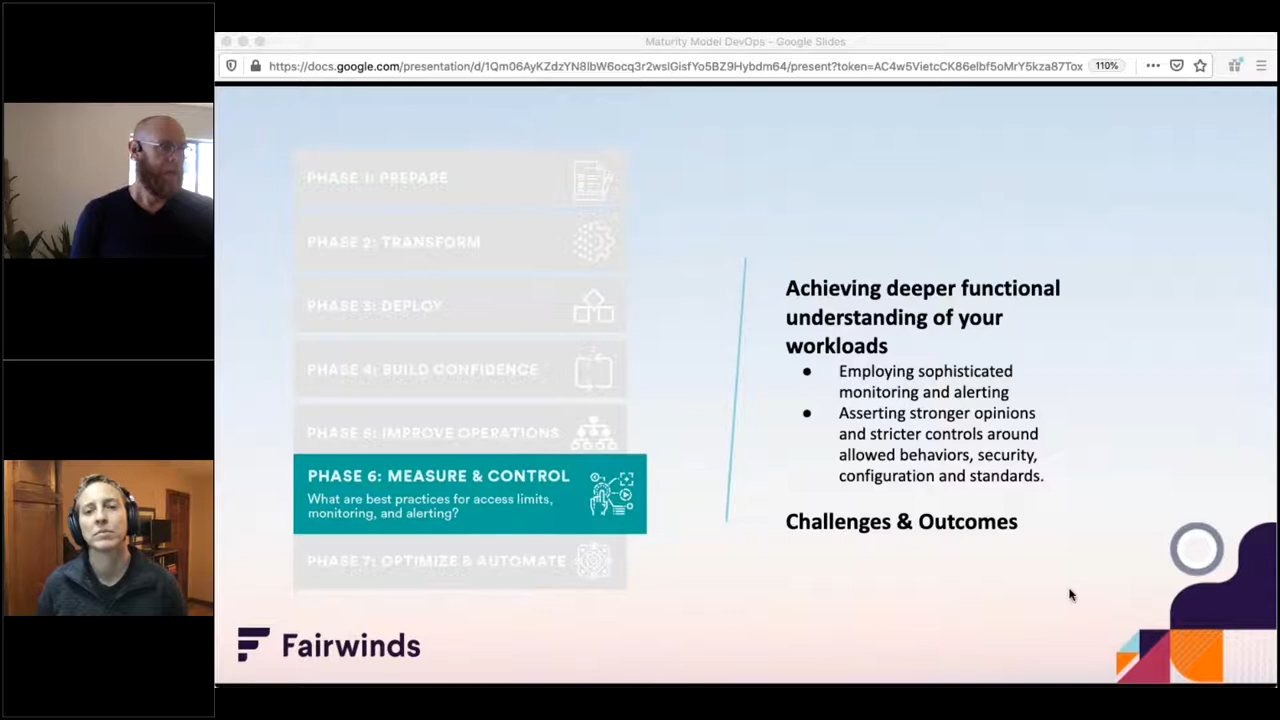 Maturity Model DevOps - Google Slides
https://docs.google.com/presentation/d/1Qm06AyKZdzYN8lbW6ocq3r2wslGisfYo5BZ9Hybdm64/present?token=AC4w5VietcCK86elbf5oMrY5kza87Tox
110%
PHASE 1: PREPARE
PHASE 2: TRANSFORM
PHASE 3: DEPLOY
PHASE 4: BUILD CONFIDENCE
PHASE 5: IMPROVE OPERATIONS
PHASE 6: MEASURE & CONTROL
What are best practices for access limits,
monitoring, and alerting?
PHASE 7: OPTIMIZE & AUTOMATE
Achieving deeper functional
understanding of your
workloads
● Employing sophisticated
monitoring and alerting
● Asserting stronger opinions
and stricter controls around
allowed behaviors, security,
configuration and standards.
Challenges & Outcomes
Fairwinds